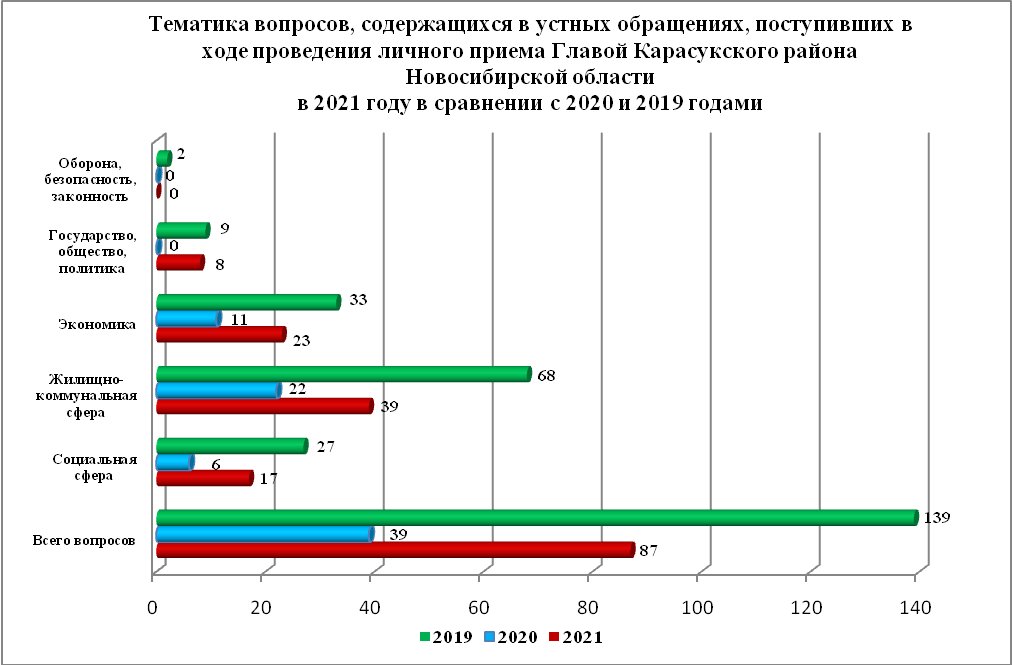 Тематика вопросов, содержащихся в устных обращениях, поступивших в
ходе проведения личного приема Главой Карасукского района
Новосибирской области
в 2021 году в сравнении с 2020 и 2019 годами
Оборона,
безопасность,
законность
2
0
0
Государство,
общество,
политика
9
0
8
Экономика
33
11
23
Жилищно-
коммунальная
сфера
68
22
39
Социальная
сфера
27
6
17
Всего вопросов
139
39
87
0 20 40 60 80 100 120 140
2019 2020 2021